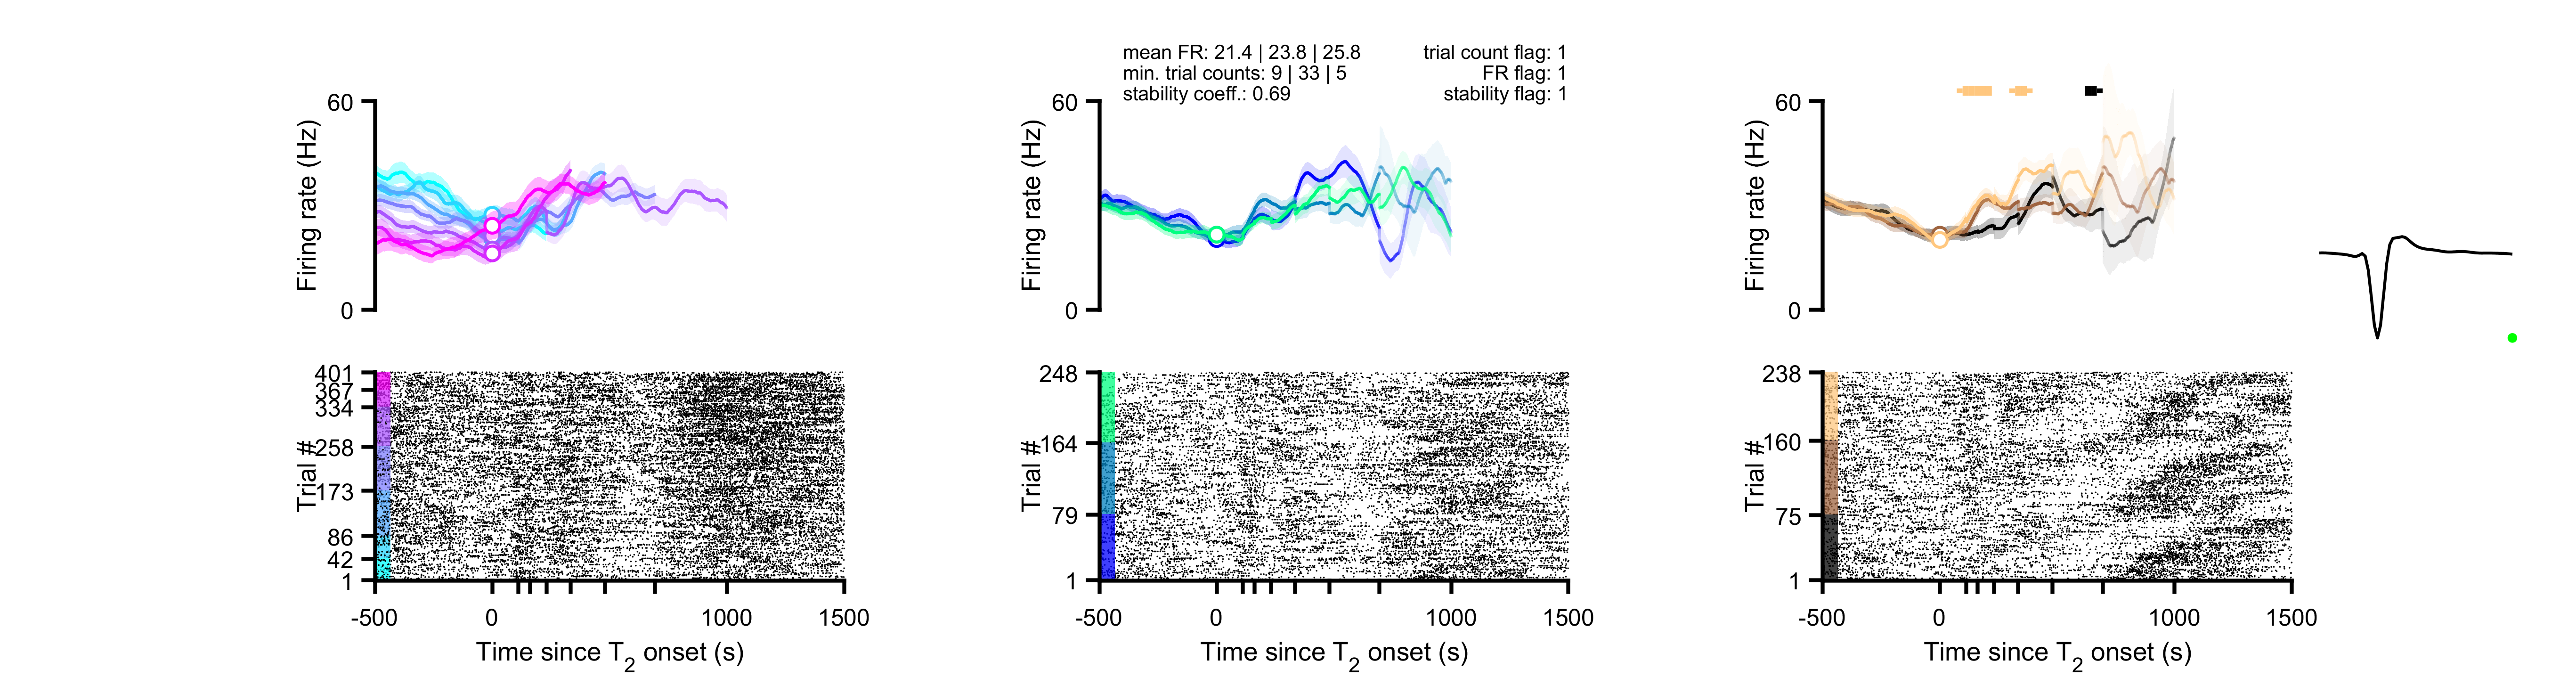 mean FR: 21.4 | 23.8 | 25.8
min. trial counts: 9 | 33 | 5
stability coeff.: 0.69
trial count flag: 1
FR flag: 1
stability flag: 1
60
0
Firing rate (Hz)
60
0
Firing rate (Hz)
60
0
Firing rate (Hz)
401
367
334
258
173
86
42
1
Trial #
-500 0 1000 1500
Time since T2 onset (s)
248
164
79
1
Trial #
-500 0 1000 1500
Time since T2 onset (s)
238
160
75
1
Trial #
-500 0 1000 1500
Time since T2 onset (s)